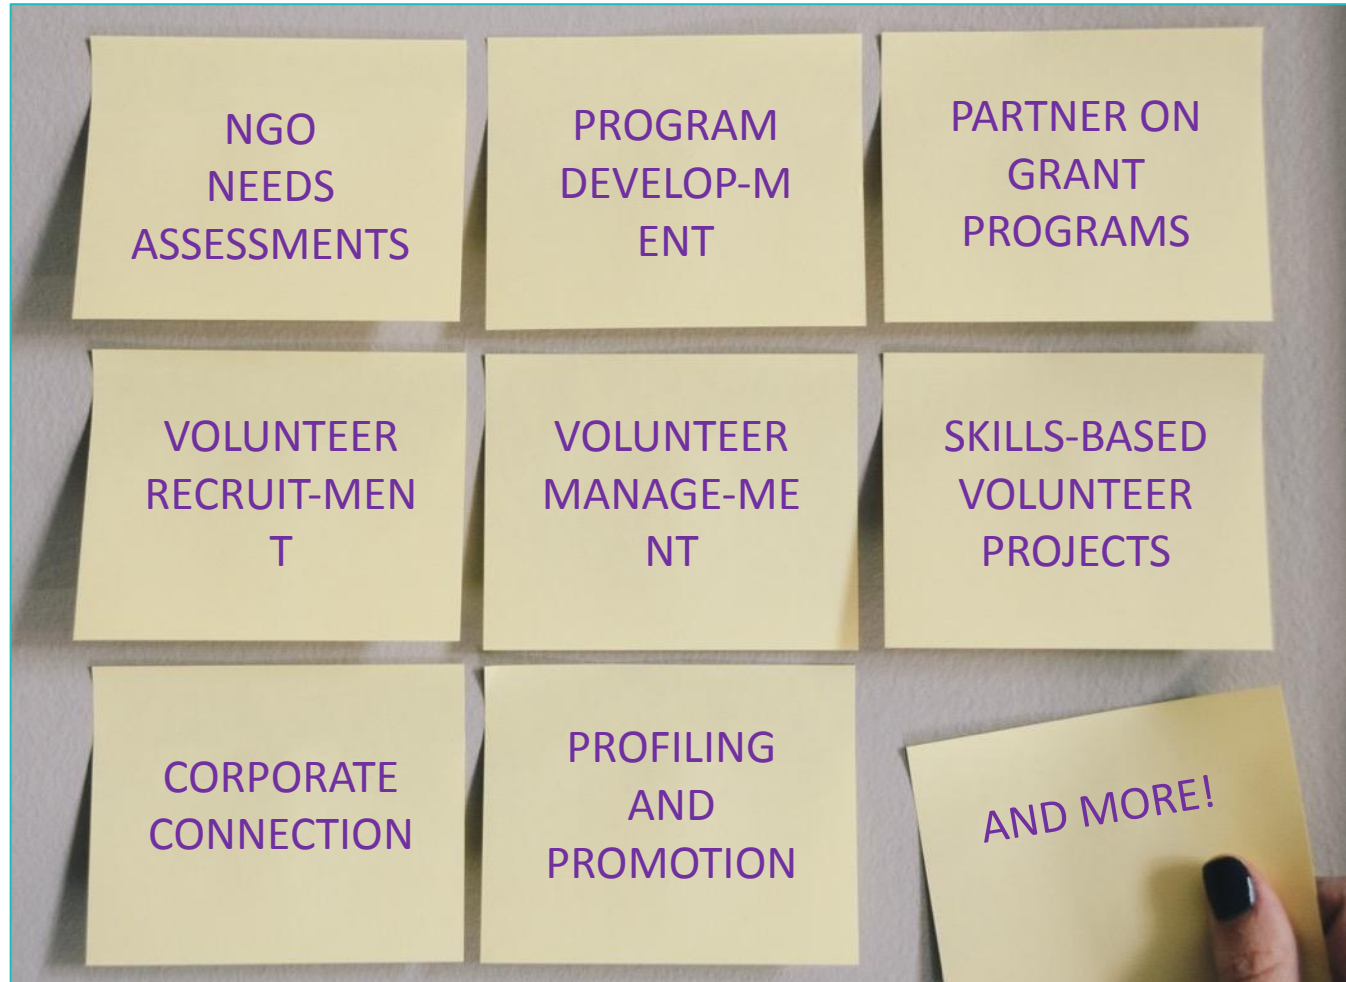 NGO
NEEDS
ASSESSMENTS
PROGRAM
DEVELOP-M
ENT
PARTNER ON
GRANT
PROGRAMS
VOLUNTEER
RECRUIT-MEN
T
VOLUNTEER
MANAGE-ME
NT
SKILLS-BASED
VOLUNTEER
PROJECTS
CORPORATE
CONNECTION
PROFILING
AND
PROMOTION
AND MORE!